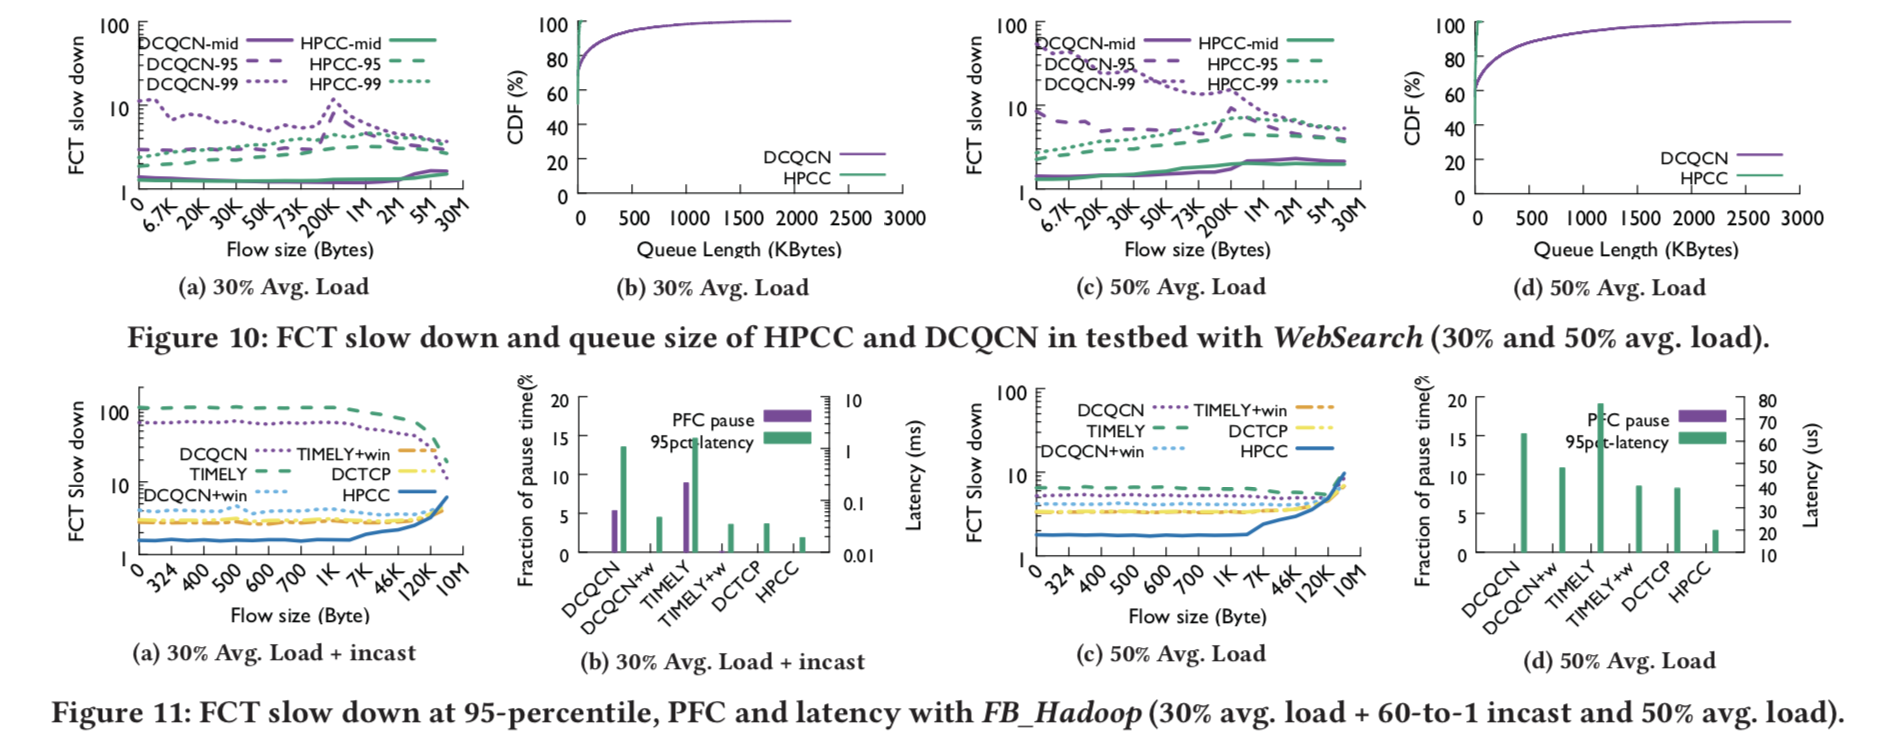 FCT slow down
100
10
1
DCQCN-mid
DCQCN-95
DCQCN-99
HPCC-mid
HPCC-95
HPCC-99
0 6.7K 20K 30K 50K 73K 200K 1M 2M 5M 30M
Flow size (Bytes)
(a) 30% Avg. Load
CDF (%)
100
80
60
40
20
0
DCQCN
HPCC
0 500 1000 1500 2000 2500 3000
Queue Length (KBytes)
(b) 30% Avg. Load
FCT slow down
100
10
1
DCQCN-mid
DCQCN-95
DCQCN-99
HPCC-mid
HPCC-95
HPCC-99
0 6.7K 20K 30K 50K 73K 200K 1M 2M 5M 30M
Flow size (Bytes)
(c) 50% Avg. Load
CDF (%)
100
80
60
40
20
0
DCQCN
HPCC
0 500 1000 1500 2000 2500 3000
Queue Length (KBytes)
(d) 50% Avg. Load
Figure 10: FCT slow down and queue size of HPCC and DCQCN in testbed with WebSearch (30% and 50% avg. load).
FCT Slow down
100
10
1
DCQCN
TIMELY
DCQCN+win
TIMELY+win
DCTCP
HPCC
0 324 400 500 600 700 1K 7K 46K 120K 10M
Flow size (Byte)
(a) 30% Avg. Load + incast
Fraction of pause time(%
20
15
10
5
0
PFC pause
95pct-latency
10
1
0.1
0.01
Latency (ms)
DCQCN DCQCN+w TIMELY TIMELY+w DCTCP HPCC
(b) 30% Avg. Load + incast
FCT Slow down
100
10
1
DCQCN
TIMELY
DCQCN+win
TIMELY+win
DCTCP
HPCC
0 324 400 500 600 700 1K 7K 46K 120K 10M
Flow size (Byte)
(c) 50% Avg. Load
Fraction of pause time(%
20
15
10
5
0
PFC pause
95pct-latency
80
70
60
50
40
30
20
10
Latency (us)
DCQCN DCQCN+w TIMELY TIMELY+w DCTCP HPCC
(d) 50% Avg. Load
Figure 11: FCT slow down at 95-percentile, PFC and latency with FB_Hadoop (30% avg. load + 60-to-1 incast and 50% avg. load).